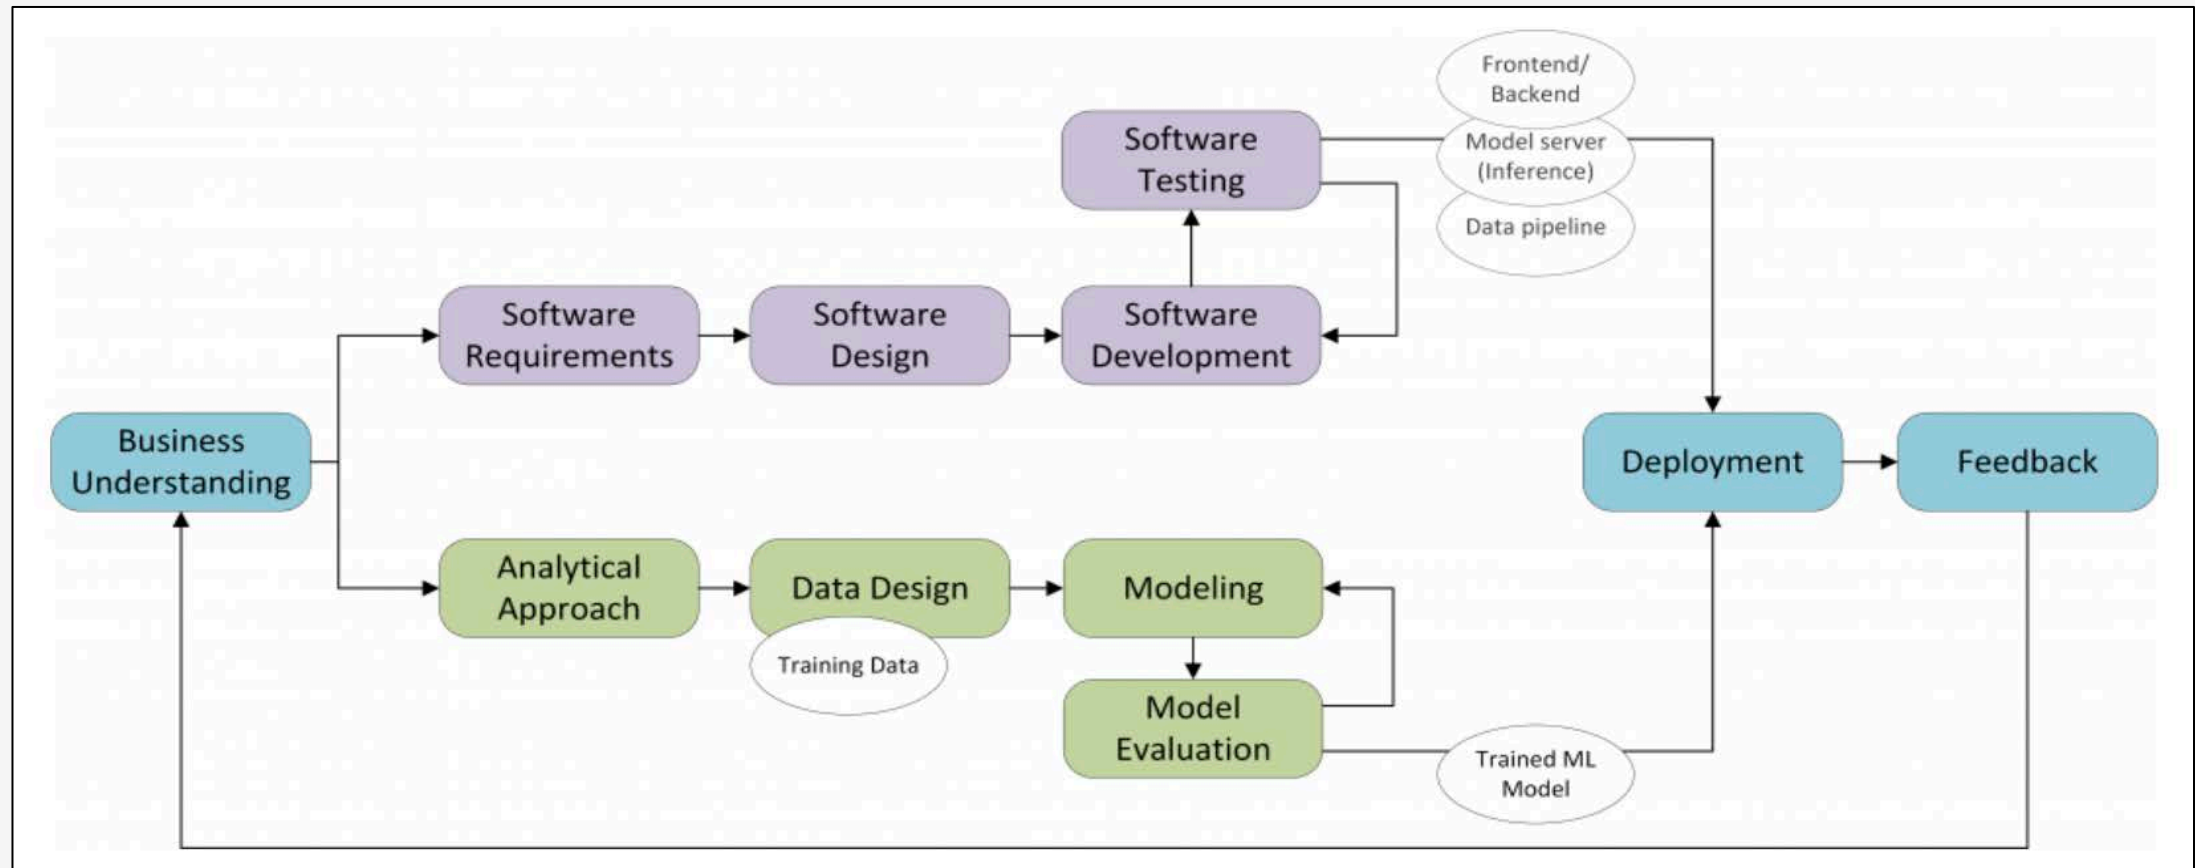 Frontend/
Backend
Software
Testing
Model server
(Inference)
Data pipeline
Software
Requirements
Software
Design
Software
Development
Business
Understanding
Deployment
Feedback
Analytical
Approach
Data Design
Modeling
Training Data
Model
Evaluation
Trained ML
Model